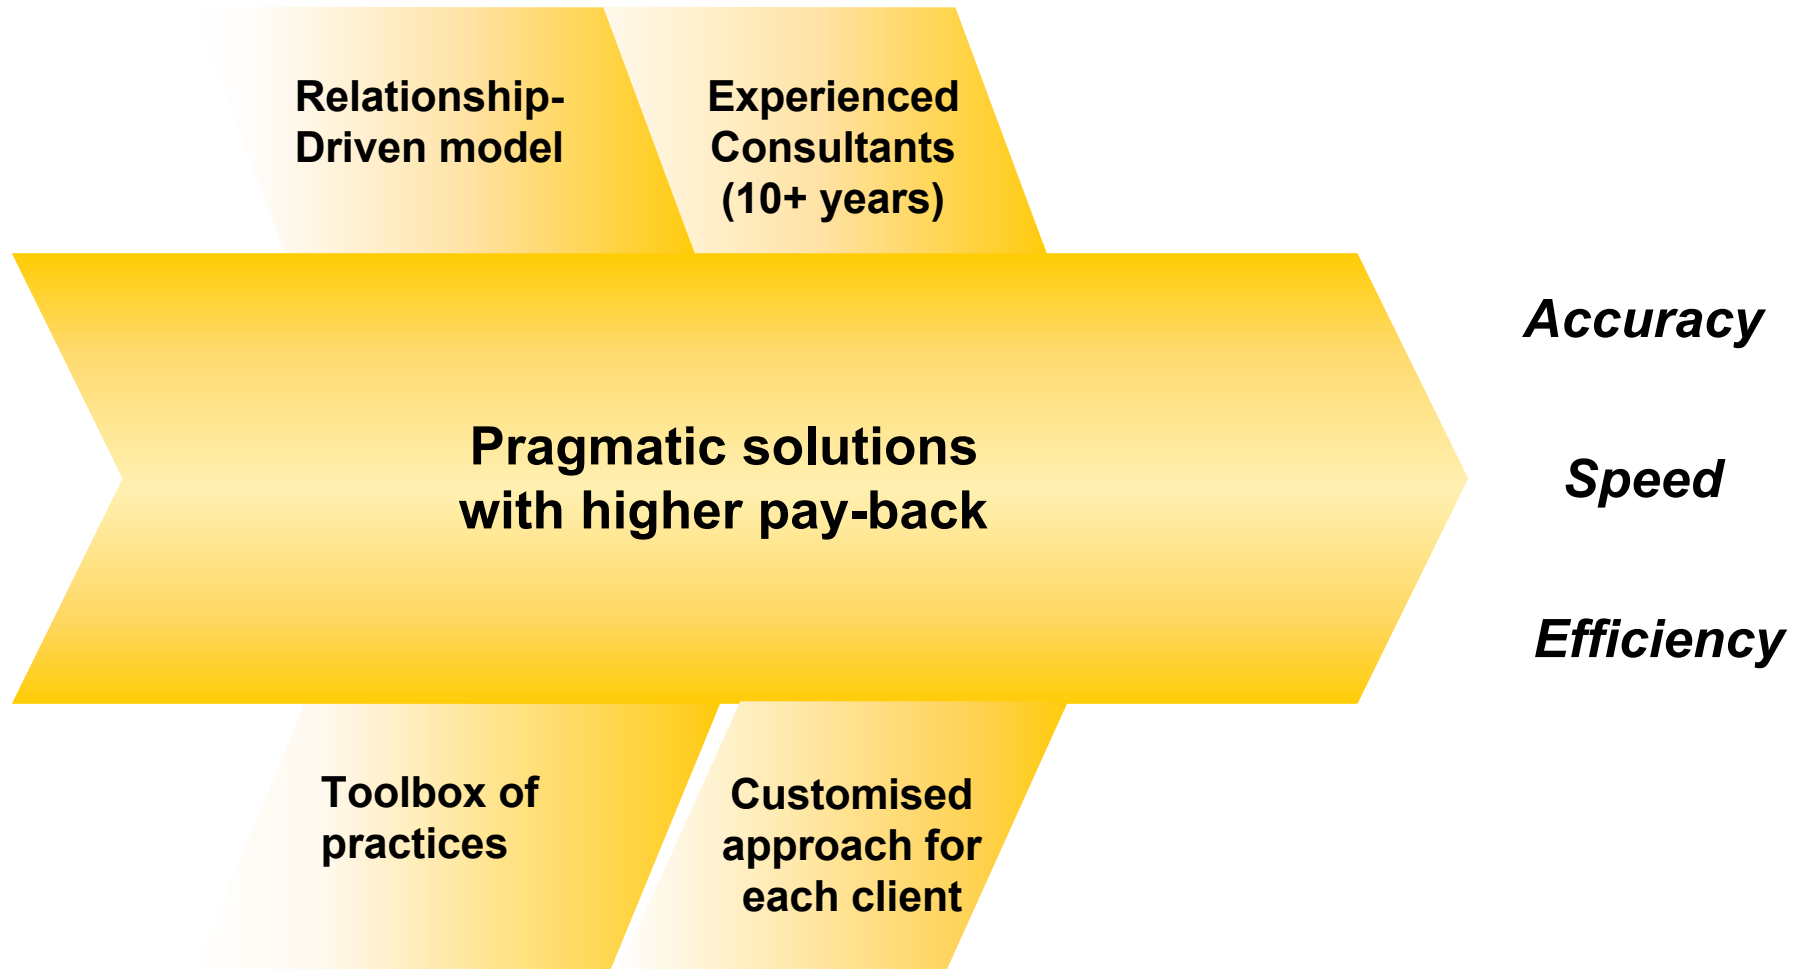 Relationship-
Driven model
Experienced
Consultants
(10+ years)
Pragmatic solutions
with higher pay-back
Accuracy
Speed
Efficiency
Toolbox of
practices
Customised
approach for
each client